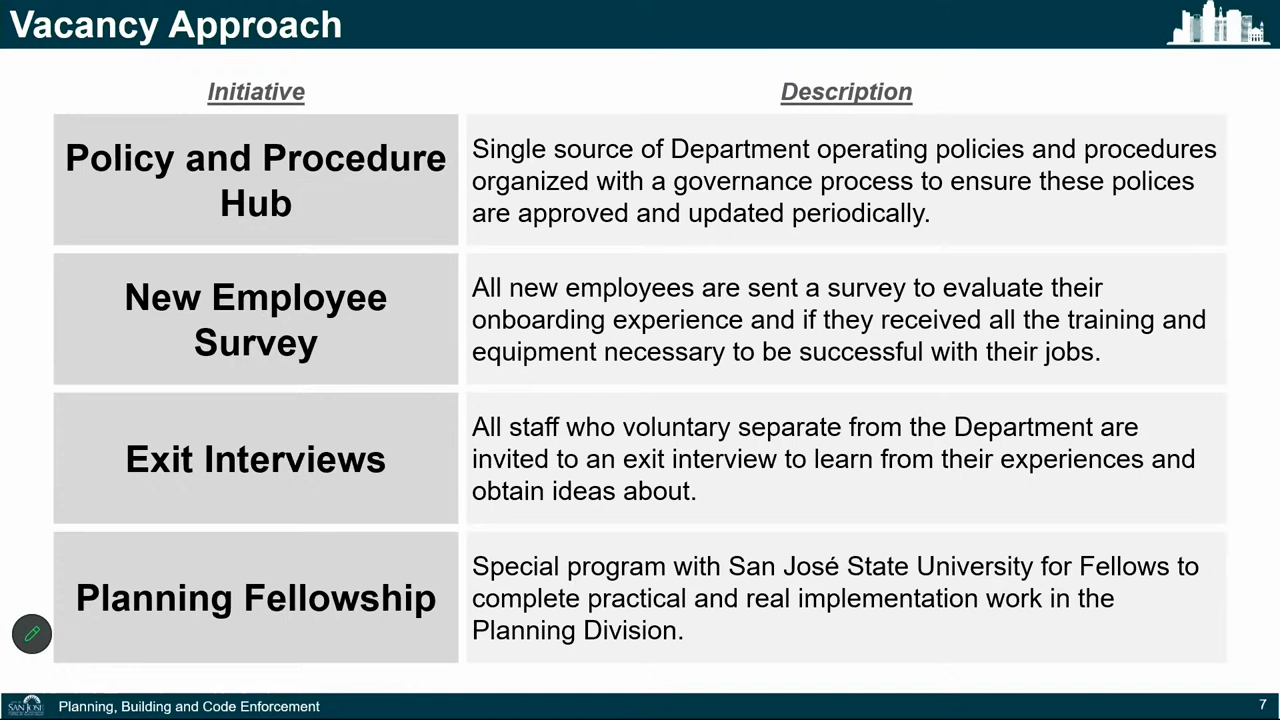 Vacancy Approach
Initiative
Description
Policy and Procedure
Hub
Single source of Department operating policies and procedures
organized with a governance process to ensure these polices
are approved and updated periodically.
New Employee
Survey
All new employees are sent a survey to evaluate their
onboarding experience and if they received all the training and
equipment necessary to be successful with their jobs.
Exit Interviews
All staff who voluntary separate from the Department are
invited to an exit interview to learn from their experiences and
obtain ideas about.
Planning Fellowship
Special program with San José State University for Fellows to
complete practical and real implementation work in the
Planning Division.
SAN JOSE
Planning, Building and Code Enforcement
7